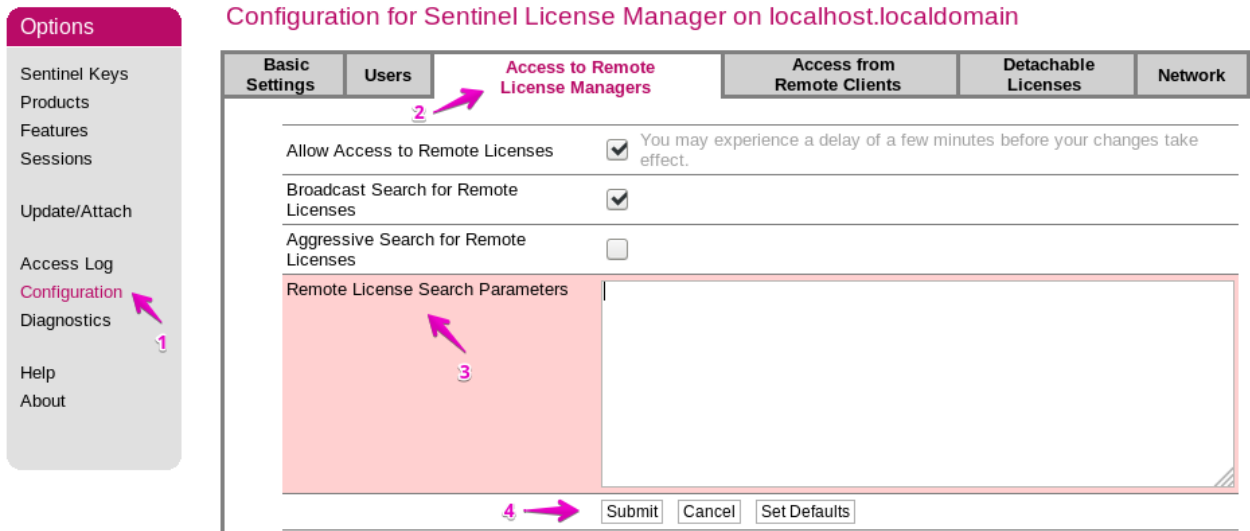 Options
Sentinel Keys
Products
Features
Sessions
Update/Attach
Access Log
Configuration
Diagnostics
1
Help
About
Configuration for Sentinel License Manager on localhost.localdomain
Basic
Settings
Users
Access to Remote
License Managers
Access from
Remote Clients
Detachable
Licenses
Network
2
Allow Access to Remote Licenses
You may experience a delay of a few minutes before your changes take
effect.
Broadcast Search for Remote
Licenses
Aggressive Search for Remote
Licenses
Remote License Search Parameters
3
4
Submit
Cancel
Set Defaults